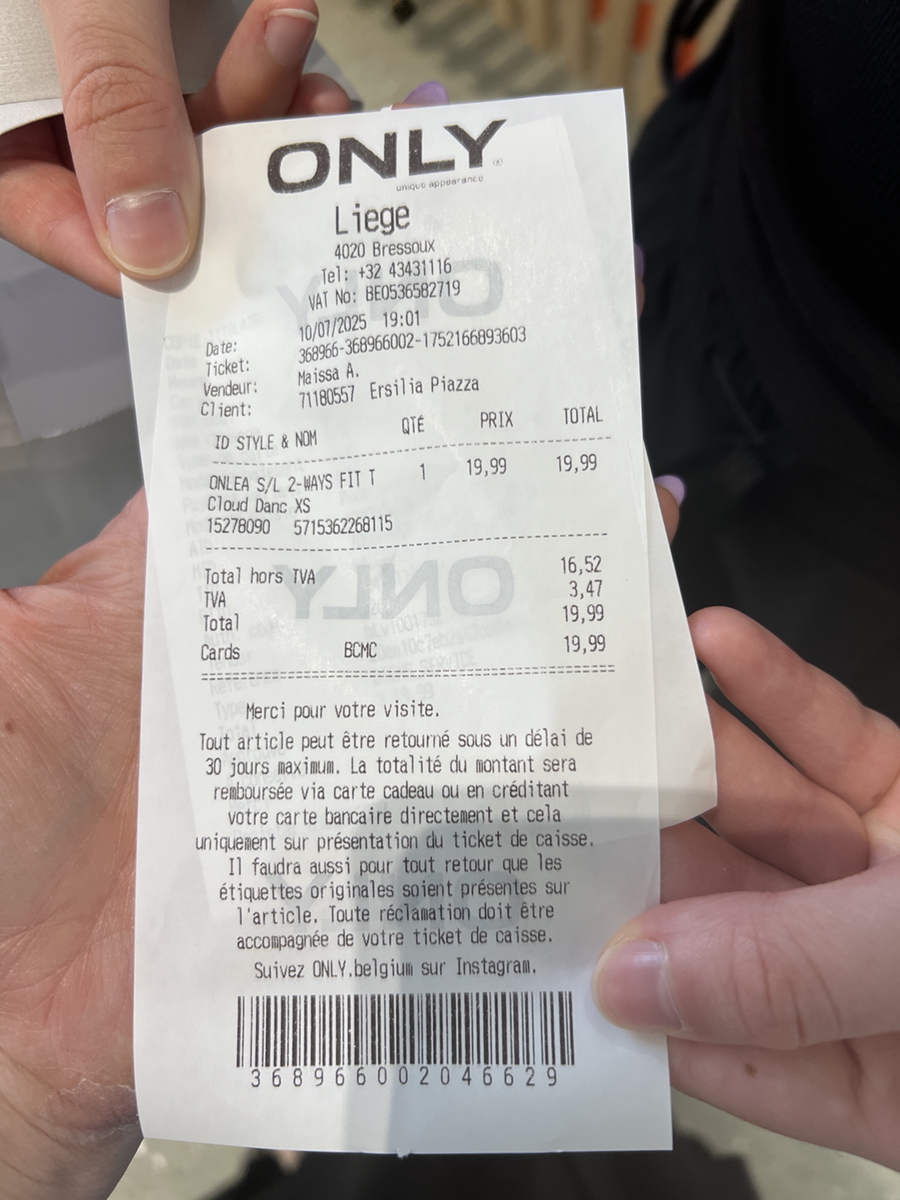 ONLY
unique appearance
Liege
4020 Bressoux
Tel: +32 43431116
VAT No: BE0536582719
Date: 10/07/2025 19:01
Ticket: 368966-368966002-1752166893603
Vendeur: Maissa A.
Client: 71180557 Ersilia Piazza
ID STYLE & NOM QTÉ PRIX TOTAL
ONLEA S/L 2-WAYS FIT T 1 19,99 19,99
Cloud Danc XS
15278090 5715362268115
Total hors TVA 16,52
TVA 3,47
Total 19,99
Cards BCMC 19,99
Merci pour votre visite.
Tout article peut être retourné sous un délai de
30 jours maximum. La totalité du montant sera
remboursée via carte cadeau ou en créditant
votre carte bancaire directement et cela
uniquement sur présentation du ticket de caisse.
Il faudra aussi pour tout retour que les
étiquettes originales soient présentes sur
l'article. Toute réclamation doit être
accompagnée de votre ticket de caisse.
Suivez ONLY.belgium sur Instagram.
368966002046629